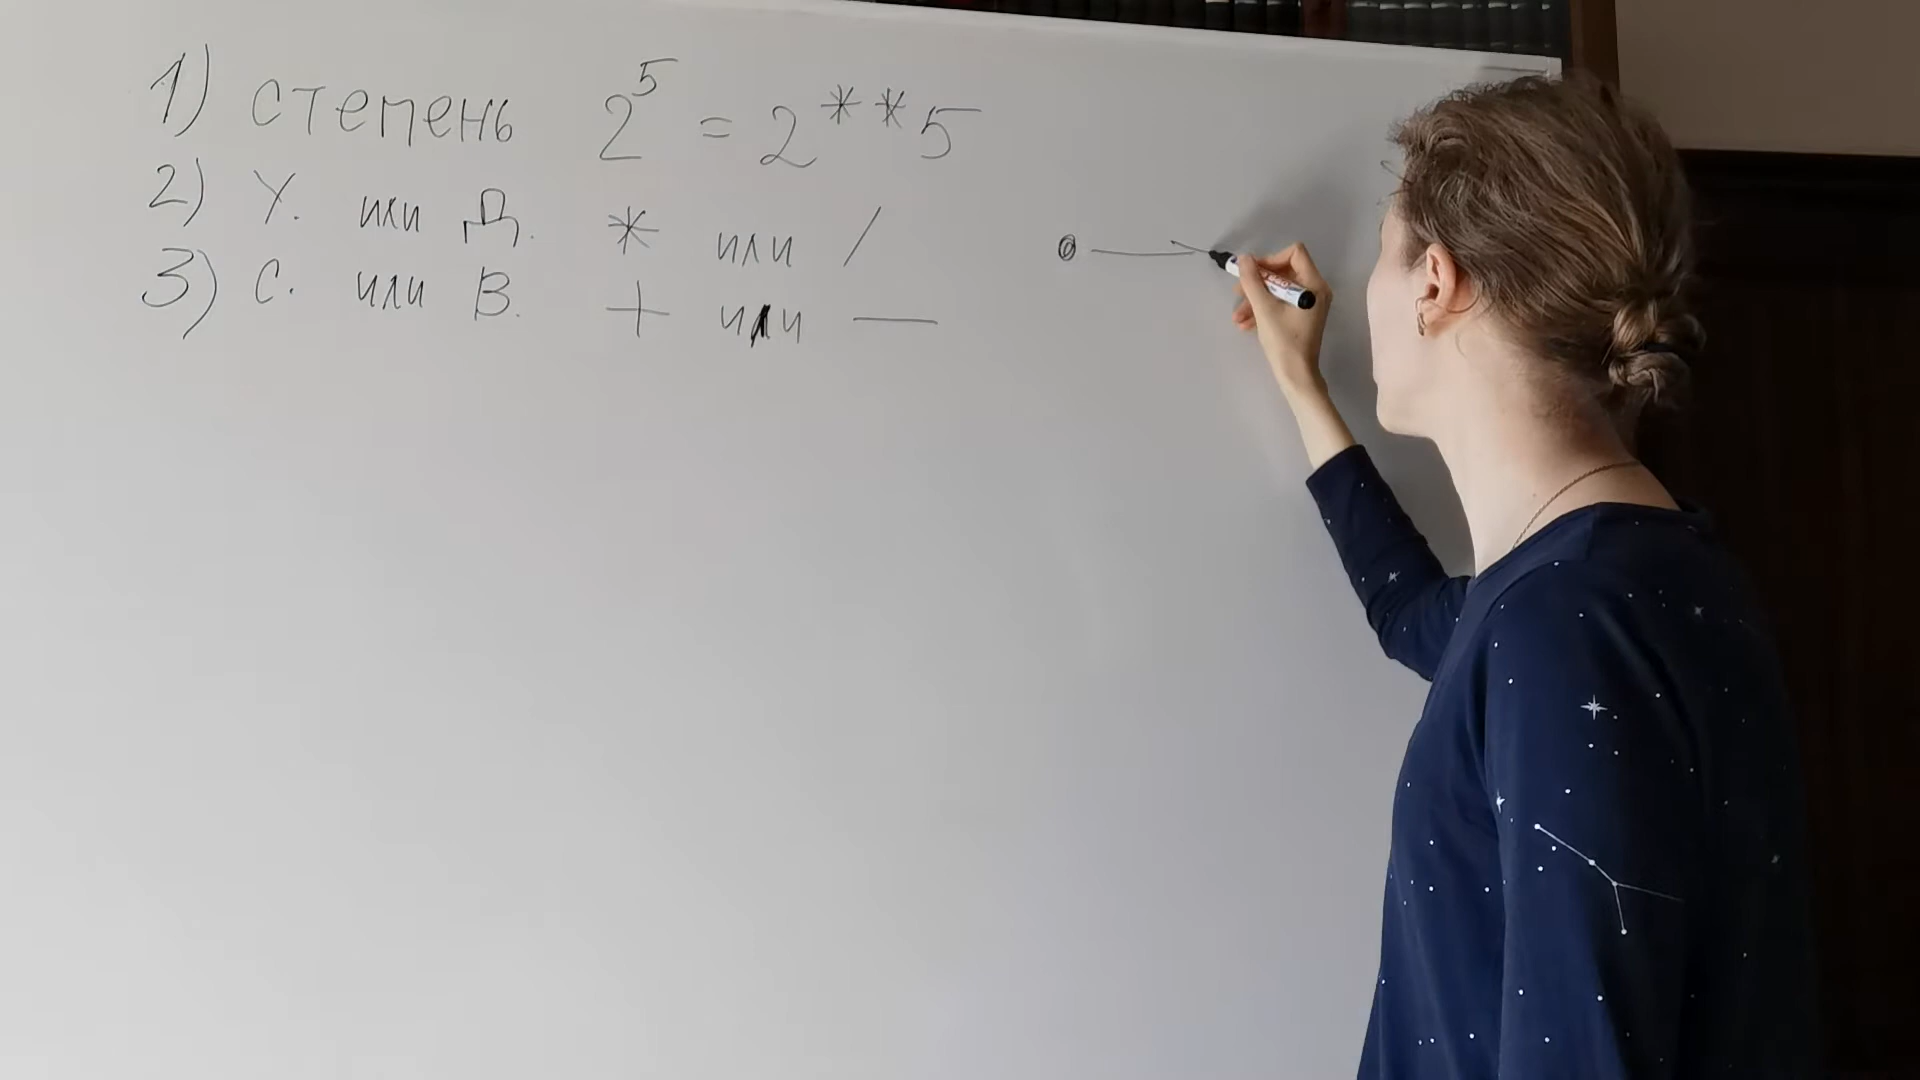 1) степень 2⁵ = 2**5
2) У. или Д. * или /
3) С. или В. + или —